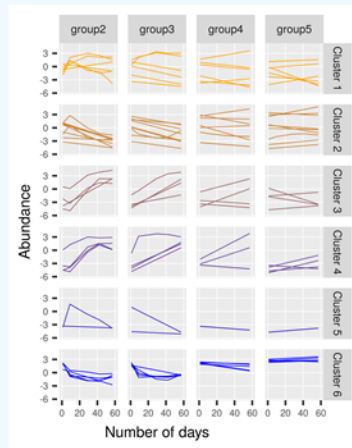 group2 group3 group4 group5
3
0
-3
-6
Cluster 1
3
0
-3
-6
Cluster 2
3
0
-3
-6
Cluster 3
3
0
-3
-6
Cluster 4
3
0
-3
-6
Cluster 5
3
0
-3
-6
Cluster 6
Abundance
0 20 40 60 0 20 40 60 0 20 40 60 0 20 40 60
Number of days